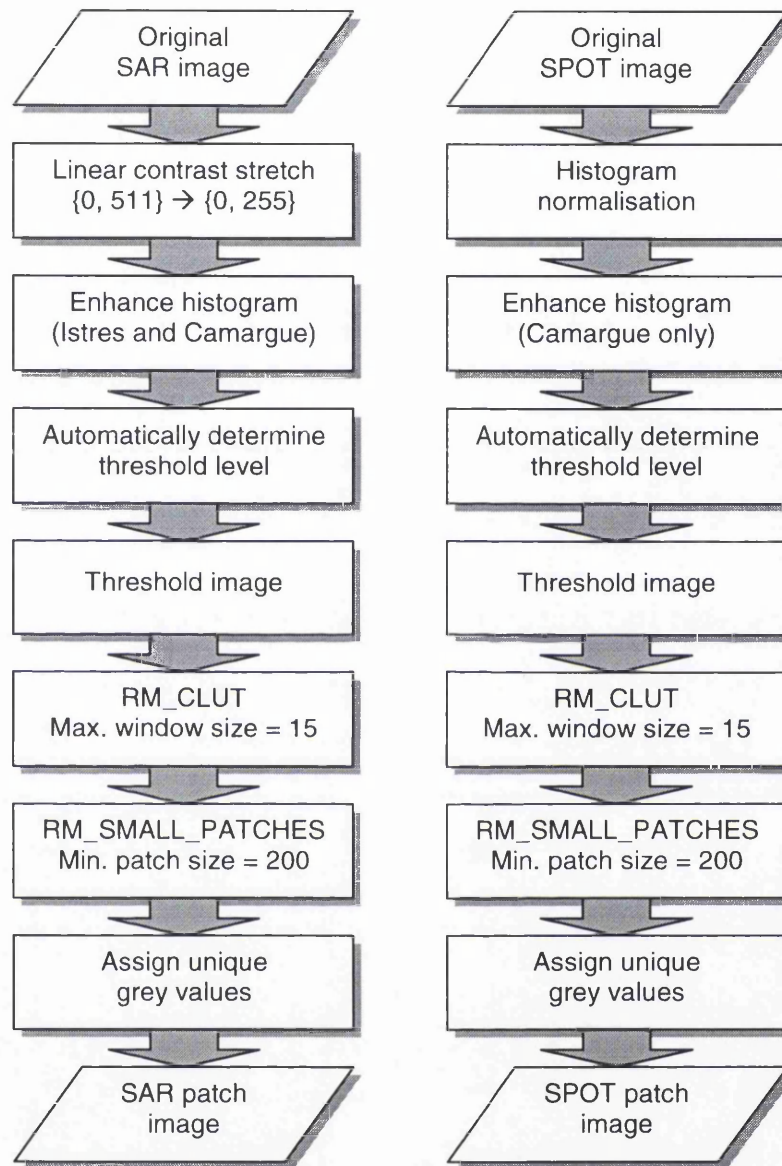 Original
SAR image
Linear contrast stretch
{0, 511} → {0, 255}
Enhance histogram
(Istres and Camargue)
Automatically determine
threshold level
Threshold image
RM_CLUT
Max. window size = 15
RM_SMALL_PATCHES
Min. patch size = 200
Assign unique
grey values
SAR patch
image
Original
SPOT image
Histogram
normalisation
Enhance histogram
(Camargue only)
Automatically determine
threshold level
Threshold image
RM_CLUT
Max. window size = 15
RM_SMALL_PATCHES
Min. patch size = 200
Assign unique
grey values
SPOT patch
image